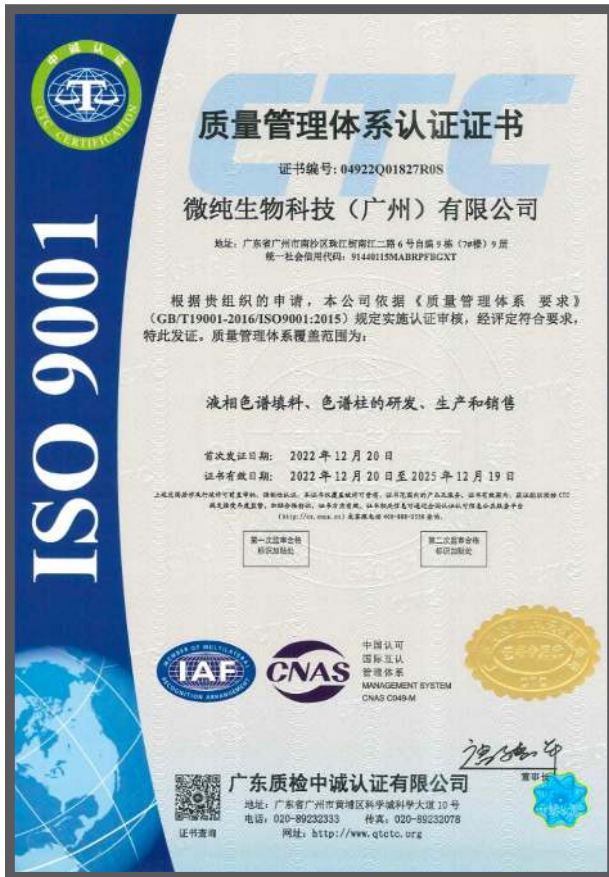 中诚认证
CTC CERTIFICATION
CTC
ISO 9001
质量管理体系认证证书
证书编号: 04922Q01827R0S
微纯生物科技（广州）有限公司
地址：广东省广州市南沙区珠江街南江二路 6 号自编 9 栋（7#楼）9 层
统一社会信用代码：91440115MABRPFBGXT
根据贵组织的申请，本公司依据《质量管理体系 要求》
（GB/T19001-2016/ISO9001:2015）规定实施认证审核，经评定符合要求，
特此发证。质量管理体系覆盖范围为：
液相色谱填料、色谱柱的研发、生产和销售
首次发证日期： 2022 年 12 月 20 日
证书有效日期： 2022 年 12 月 20 日至 2025 年 12 月 19 日
第一次监审合格
标识加贴处
第二次监审合格
标识加贴处
MEMBER OF MULTILATERAL
IAF
RECOGNITION ARRANGEMENT
CNAS
中国认可
国际互认
管理体系
MANAGEMENT SYSTEM
CNAS C049-M
CTC
董事长
证书查询
广东质检中诚认证有限公司
地址：广东省广州市黄埔区科学城科学大道 10 号
电话：020-89232333 传真：020-89232078
网址：http://www.qtctc.org